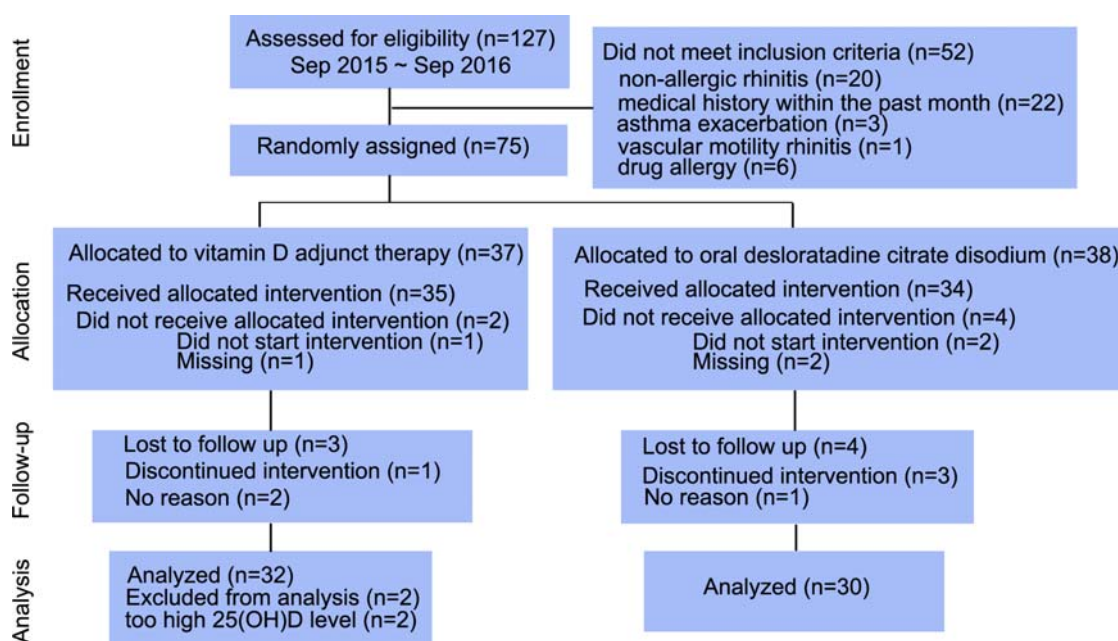 Enrollment
Assessed for eligibility (n=127)
Sep 2015 ~ Sep 2016
Did not meet inclusion criteria (n=52)
non-allergic rhinitis (n=20)
medical history within the past month (n=22)
asthma exacerbation (n=3)
vascular motility rhinitis (n=1)
drug allergy (n=6)
Randomly assigned (n=75)
Allocation
Allocated to vitamin D adjunct therapy (n=37)
Received allocated intervention (n=35)
Did not receive allocated intervention (n=2)
Did not start intervention (n=1)
Missing (n=1)
Allocated to oral desloratadine citrate disodium (n=38)
Received allocated intervention (n=34)
Did not receive allocated intervention (n=4)
Did not start intervention (n=2)
Missing (n=2)
Follow-up
Lost to follow up (n=3)
Discontinued intervention (n=1)
No reason (n=2)
Lost to follow up (n=4)
Discontinued intervention (n=3)
No reason (n=1)
Analysis
Analyzed (n=32)
Excluded from analysis (n=2)
too high 25(OH)D level (n=2)
Analyzed (n=30)